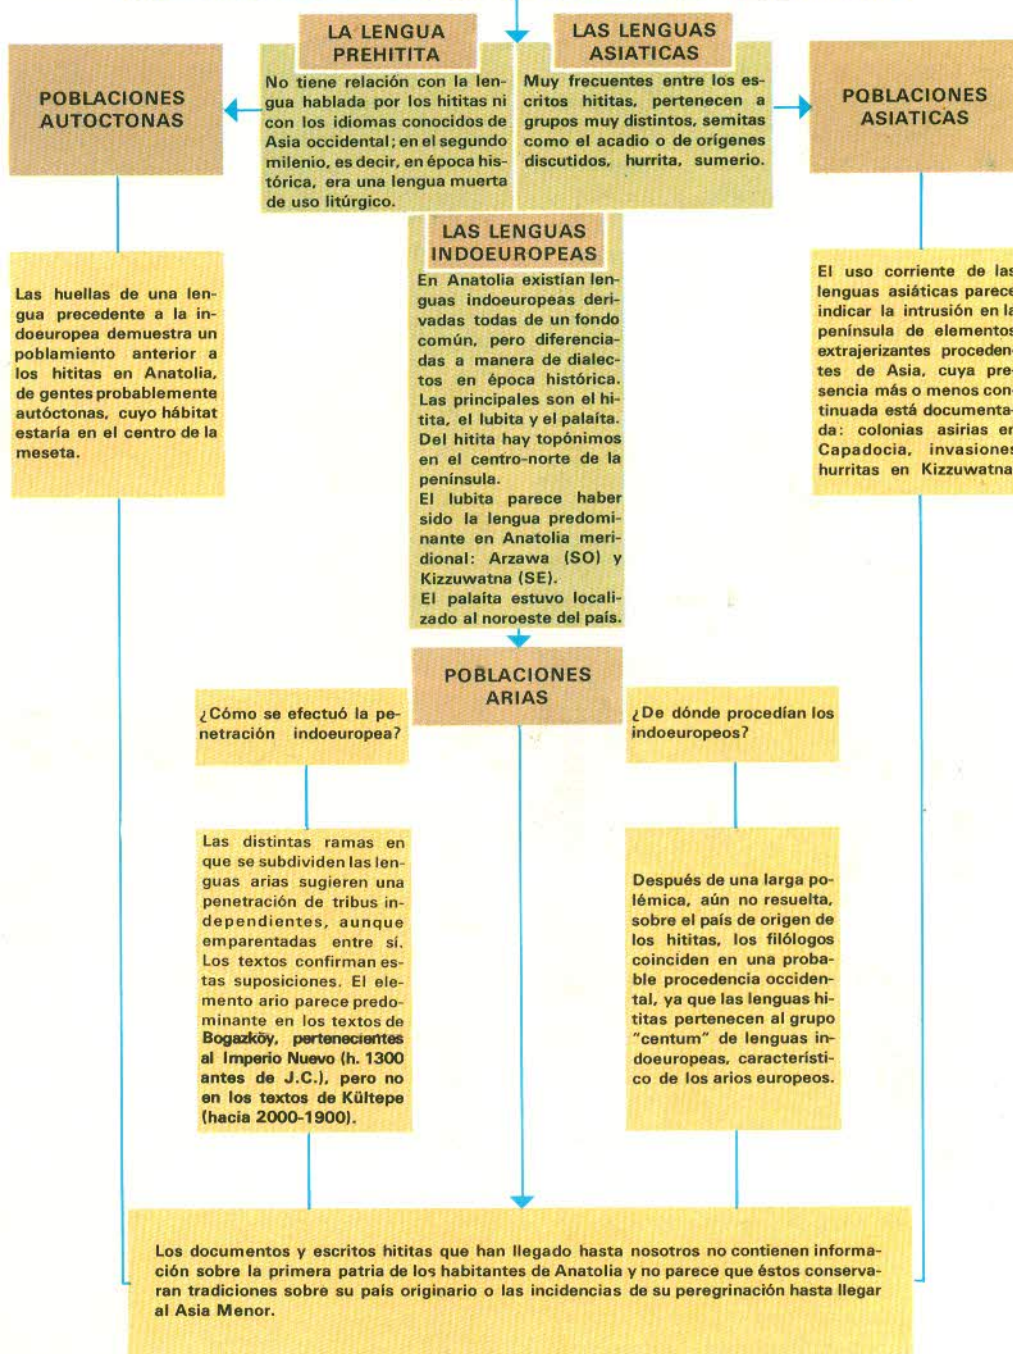 LA LENGUA
PREHITITA
No tiene relación con la len-
gua hablada por los hititas ni
con los idiomas conocidos de
Asia occidental; en el segundo
milenio, es decir, en época his-
tórica, era una lengua muerta
de uso litúrgico.
LAS LENGUAS
ASIATICAS
Muy frecuentes entre los es-
critos hititas, pertenecen a
grupos muy distintos, semitas
como el acadio o de orígenes
discutidos, hurrita, sumerio.
POBLACIONES
AUTOCTONAS
Las huellas de una len-
gua precedente a la in-
doeuropea demuestra un
poblamiento anterior a
los hititas en Anatolia,
de gentes probablemente
autóctonas, cuyo hábitat
estaría en el centro de la
meseta.
POBLACIONES
ASIATICAS
El uso corriente de las
lenguas asiáticas parece
indicar la intrusión en la
península de elementos
extrajerizantes proceden-
tes de Asia, cuya pre-
sencia más o menos con-
tinuada está documenta-
da: colonias asirias en
Capadocia, invasiones
hurritas en Kizzuwatna
LAS LENGUAS
INDOEUROPEAS
En Anatolia existían len-
guas indoeuropeas deri-
vadas todas de un fondo
común, pero diferencia-
das a manera de dialec-
tos en época histórica.
Las principales son el hi-
tita, el lubita y el palaíta.
Del hitita hay topónimos
en el centro-norte de la
península.
El lubita parece haber
sido la lengua predomi-
nante en Anatolia meri-
dional: Arzawa (SO) y
Kizzuwatna (SE).
El palaíta estuvo locali-
zado al noroeste del país.
POBLACIONES
ARIAS
¿Cómo se efectuó la pe-
netración indoeuropea?
Las distintas ramas en
que se subdividen las len-
guas arias sugieren una
penetración de tribus in-
dependientes, aunque
emparentadas entre sí.
Los textos confirman es-
tas suposiciones. El ele-
mento ario parece predo-
minante en los textos de
Bogazköy, pertenecientes
al Imperio Nuevo (h. 1300
antes de J.C.), pero no
en los textos de Kültepe
(hacia 2000-1900).
¿De dónde procedían los
indoeuropeos?
Después de una larga po-
lémica, aún no resuelta,
sobre el país de origen de
los hititas, los filólogos
coinciden en una proba-
ble procedencia occiden-
tal, ya que las lenguas hi-
titas pertenecen al grupo
"centum" de lenguas in-
doeuropeas, característi-
co de los arios europeos.
Los documentos y escritos hititas que han llegado hasta nosotros no contienen informa-
ción sobre la primera patria de los habitantes de Anatolia y no parece que éstos conserva-
ran tradiciones sobre su país originario o las incidencias de su peregrinación hasta llegar
al Asia Menor.